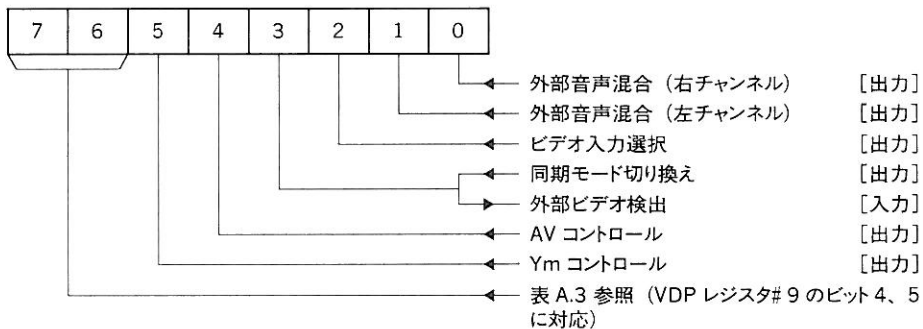 7 6 5 4 3 2 1 0
外部音声混合（右チャンネル） ［出力］
外部音声混合（左チャンネル） ［出力］
ビデオ入力選択 ［出力］
同期モード切り換え ［出力］
外部ビデオ検出 ［入力］
AV コントロール ［出力］
Ym コントロール ［出力］
表 A.3 参照（VDP レジスタ# 9 のビット 4、5
に対応）